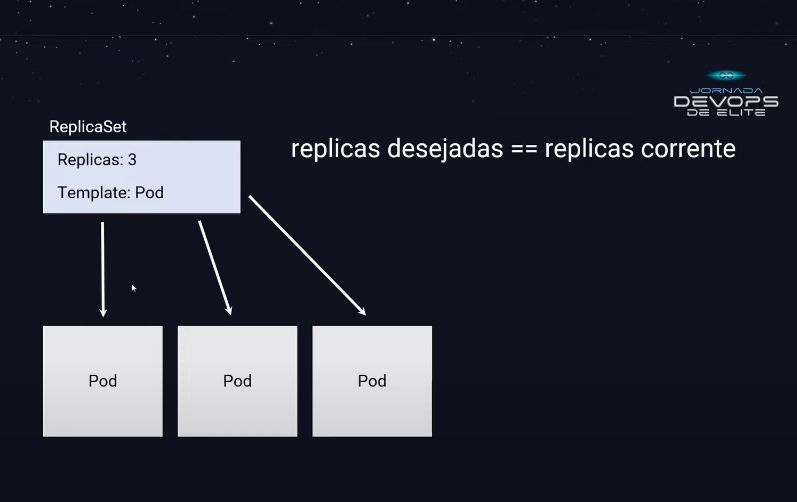 JORNADA
DEVOPS
DE ELITE
ReplicaSet
replicas desejadas == replicas corrente
Replicas: 3
Template: Pod
Pod
Pod
Pod